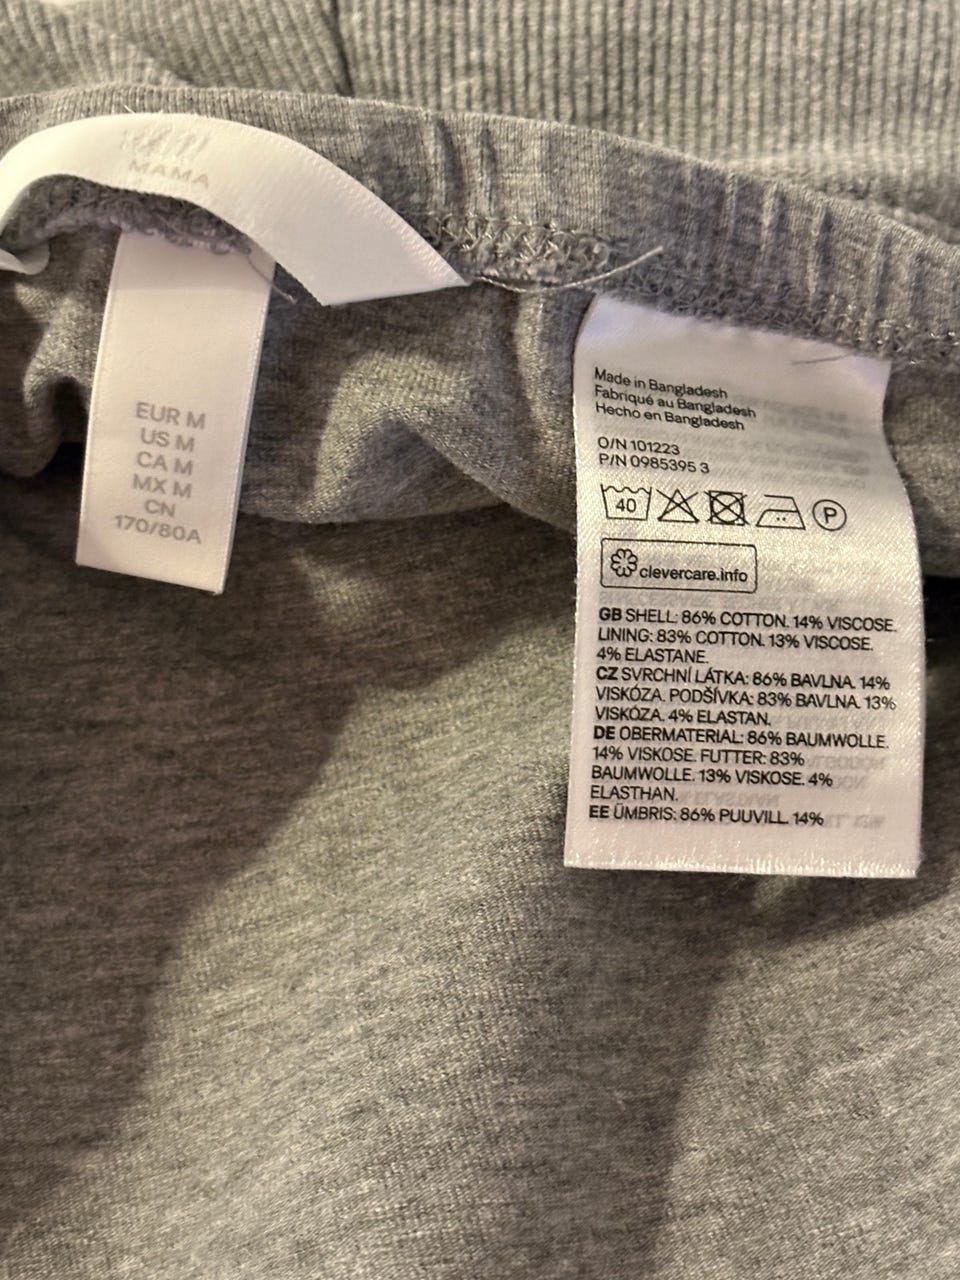 MAMA
EUR M
US M
CA M
MX M
CN
170/80A
Made in Bangladesh
Fabriqué au Bangladesh
Hecho en Bangladesh
O/N 101223
P/N 0985395 3
40 P
clevercare.info
GB SHELL: 86% COTTON. 14% VISCOSE.
LINING: 83% COTTON. 13% VISCOSE.
4% ELASTANE.
CZ SVRCHNÍ LÁTKA: 86% BAVLNA. 14%
VISKÓZA. PODŠÍVKA: 83% BAVLNA. 13%
VISKÓZA. 4% ELASTAN.
DE OBERMATERIAL: 86% BAUMWOLLE.
14% VISKOSE. FUTTER: 83%
BAUMWOLLE. 13% VISKOSE. 4%
ELASTHAN.
EE ÜMBRIS: 86% PUUVILL. 14%